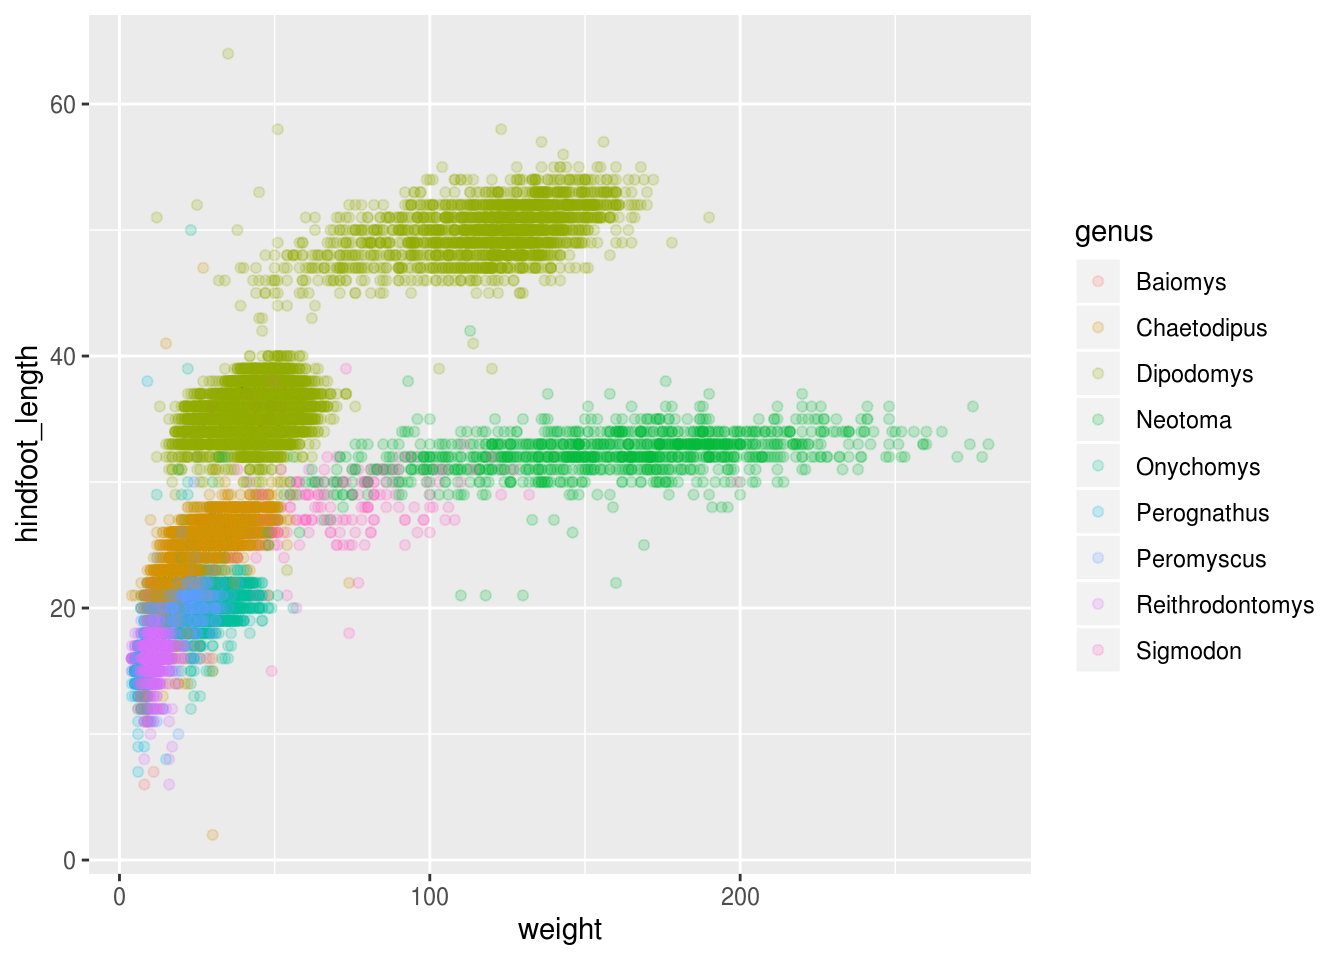 60
40
20
0
hindfoot_length
0
100
200
weight
genus
Baiomys
Chaetodipus
Dipodomys
Neotoma
Onychomys
Perognathus
Peromyscus
Reithrodontomys
Sigmodon